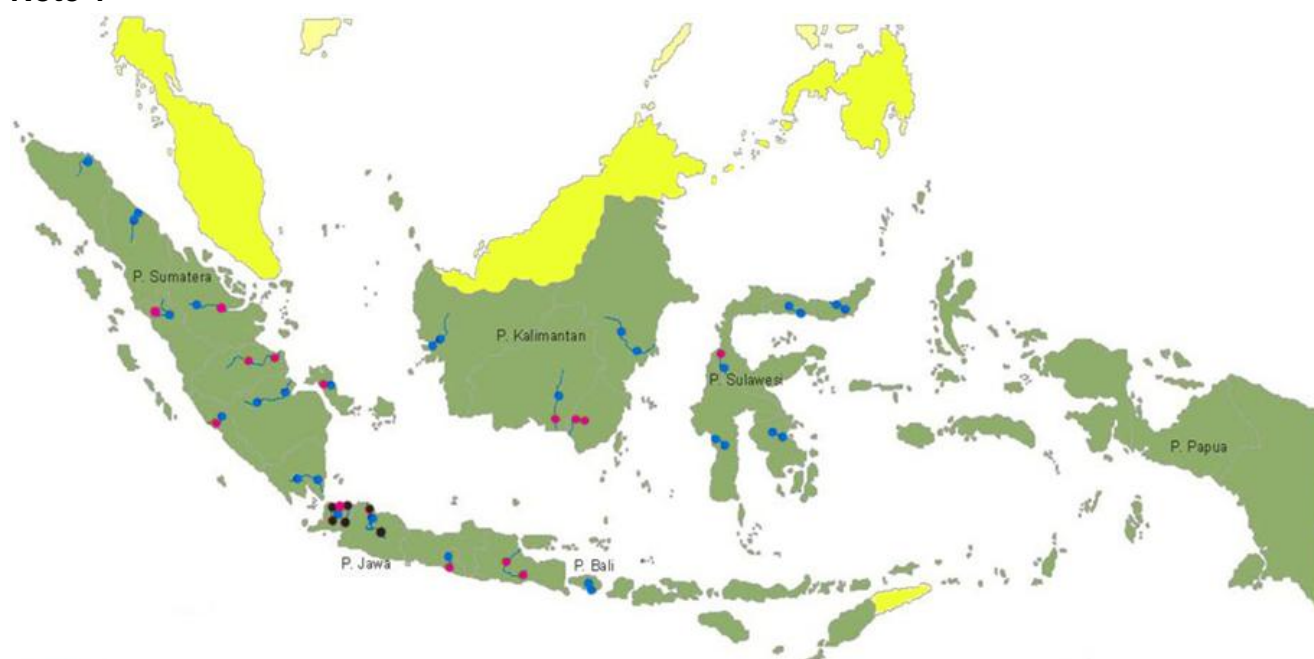 P. Sumatera
P. Kalimantan
P. Sulawesi
P. Papua
P. Jawa
P. Bali